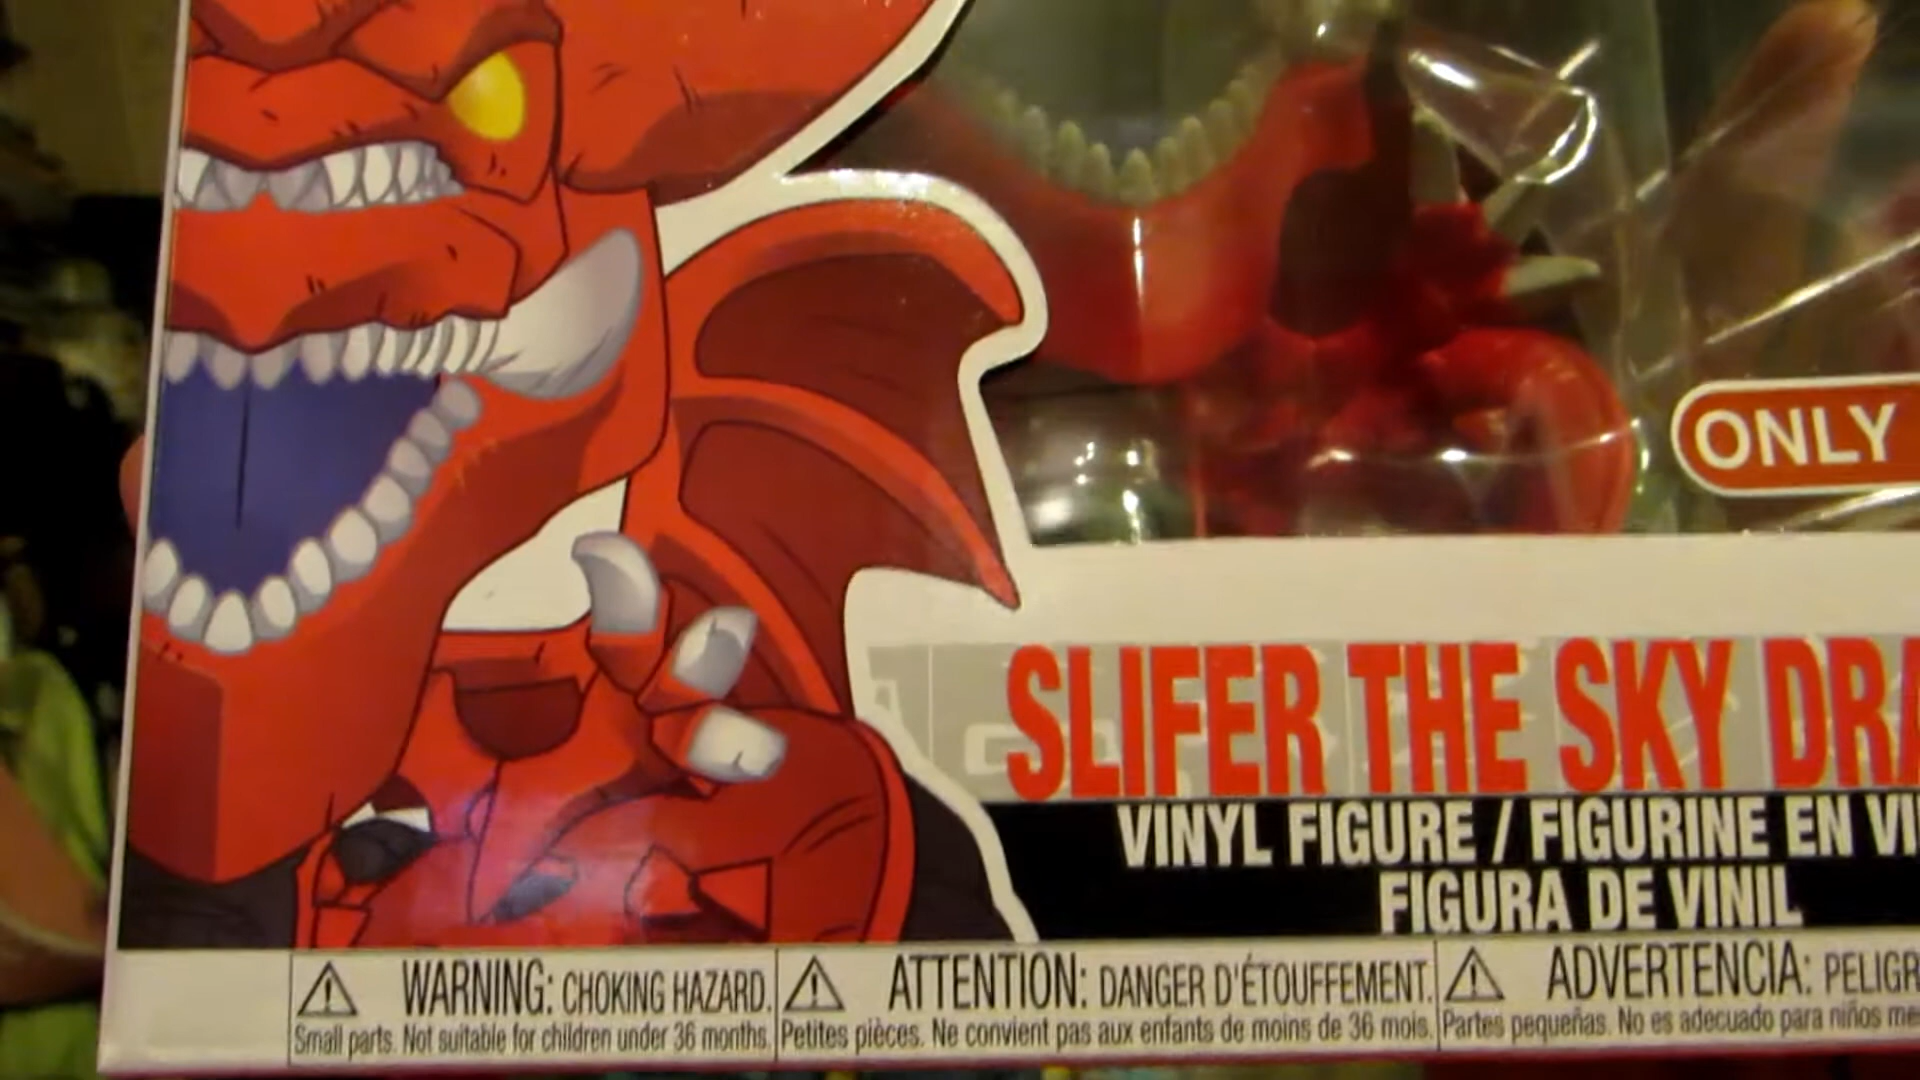 ONLY
SLIFER THE SKY DRA
VINYL FIGURE / FIGURINE EN VI
FIGURA DE VINIL
WARNING: CHOKING HAZARD.
Small parts. Not suitable for children under 36 months.
ATTENTION: DANGER D'ÉTOUFFEMENT.
Petites pièces. Ne convient pas aux enfants de moins de 36 mois.
ADVERTENCIA: PELIGR
Partes pequeñas. No es adecuado para niños me